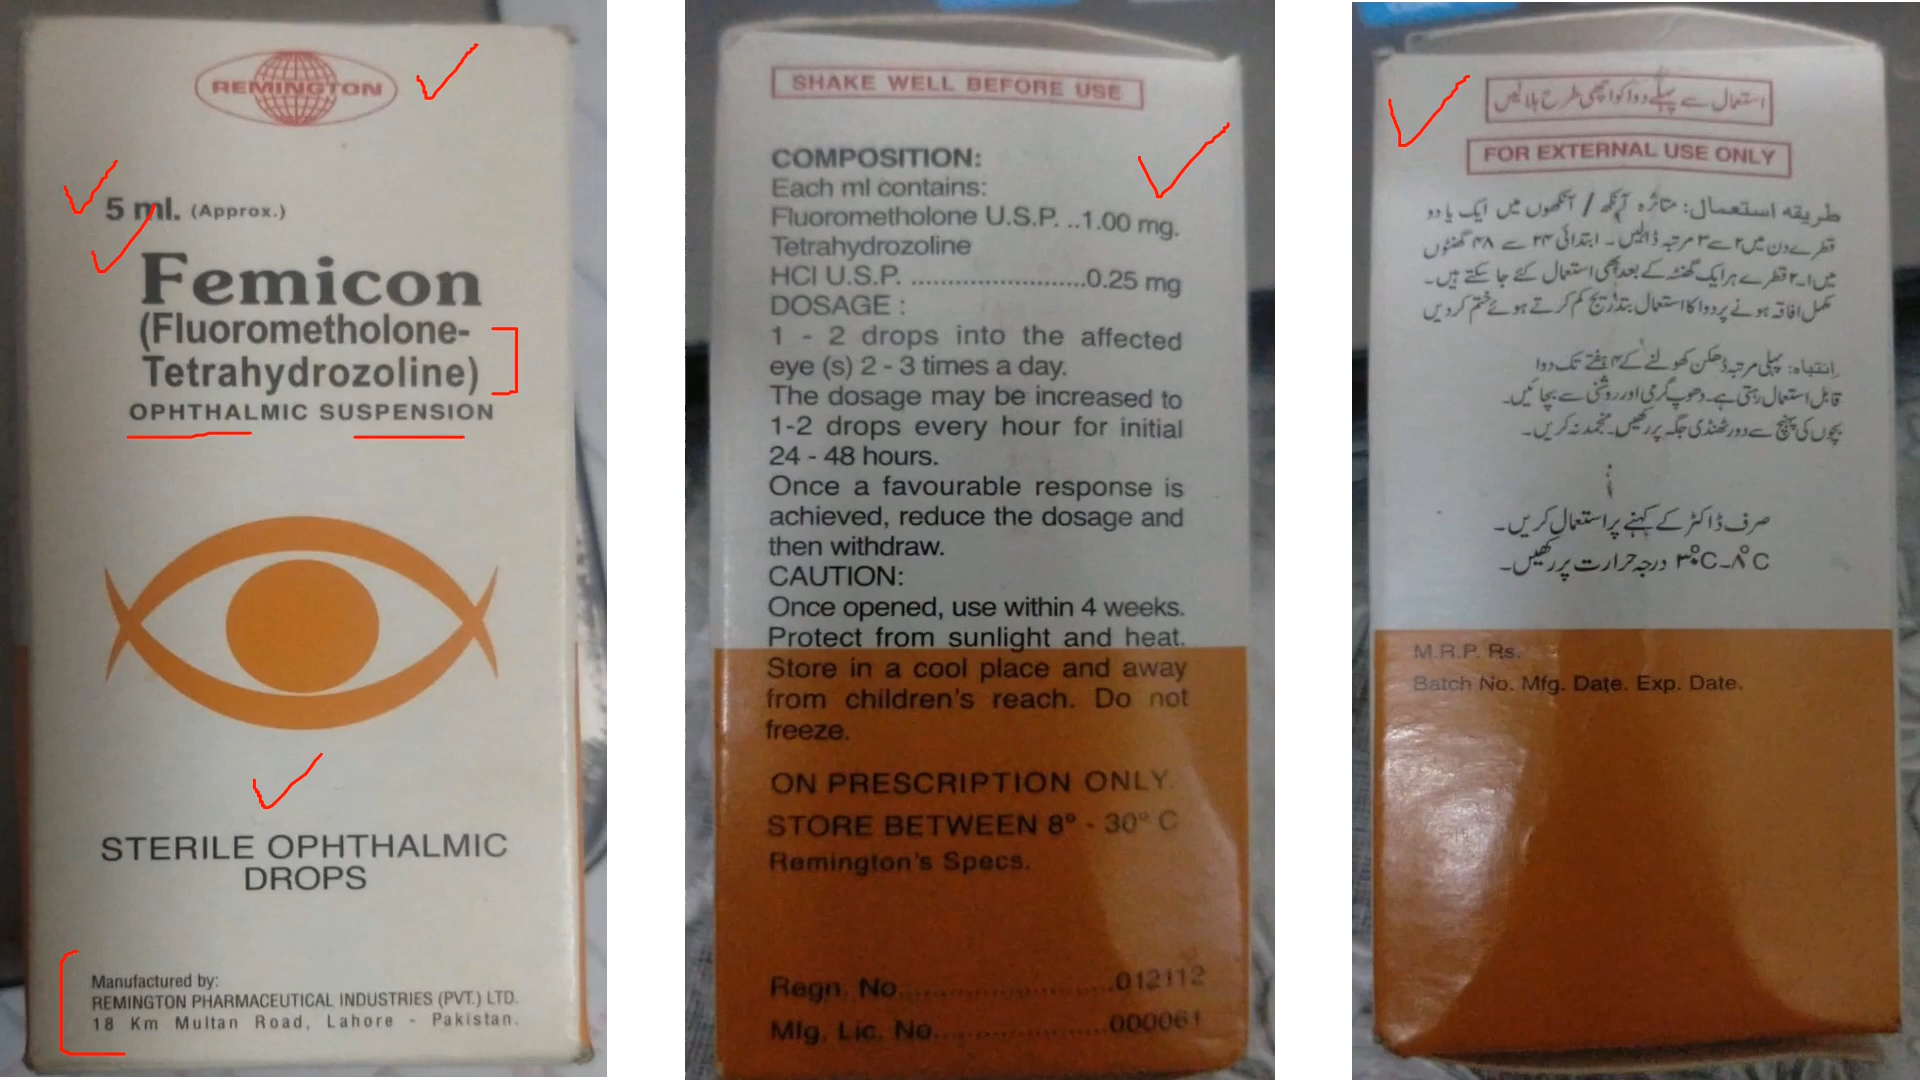 REMINGTON
5 ml. (Approx.)
Femicon
(Fluorometholone-
Tetrahydrozoline)
OPHTHALMIC SUSPENSION
STERILE OPHTHALMIC
DROPS
Manufactured by:
REMINGTON PHARMACEUTICAL INDUSTRIES (PVT.) LTD.
18 Km Multan Road, Lahore - Pakistan.
SHAKE WELL BEFORE USE
COMPOSITION:
Each ml contains:
Fluorometholone U.S.P. ..1.00 mg.
Tetrahydrozoline
HCl U.S.P. ........................0.25 mg
DOSAGE :
1 - 2 drops into the affected
eye (s) 2 - 3 times a day.
The dosage may be increased to
1-2 drops every hour for initial
24 - 48 hours.
Once a favourable response is
achieved, reduce the dosage and
then withdraw.
CAUTION:
Once opened, use within 4 weeks.
Protect from sunlight and heat.
Store in a cool place and away
from children's reach. Do not
freeze.
ON PRESCRIPTION ONLY.
STORE BETWEEN 8° - 30° C
Remington's Specs.
Regn. No..............................012112
Mfg. Lic. No.........................000061
استعمال سے پہلے دوا کو اچھی طرح ہلا لیں
FOR EXTERNAL USE ONLY
طریقہ استعمال: متاثرہ آنکھ / آنکھوں میں ایک یا دو
قطرے دن میں ۲ سے ۳ مرتبہ ڈالیں۔ ابتدائی ۲۴ سے ۴۸ گھنٹوں
میں ۱۔۲ قطرے ہر ایک گھنٹہ کے بعد بھی استعمال کئے جا سکتے ہیں۔
مکمل افاقہ ہونے پر دوا کا استعمال بتدریج کم کرتے ہوئے ختم کر دیں
اِنتباہ: پہلی مرتبہ ڈھکن کھولنے کے ۴ ہفتے تک دوا
قابل استعمال رہتی ہے۔ دھوپ گرمی اور روشنی سے بچائیں۔
بچوں کی پہنچ سے دور ٹھنڈی جگہ پر رکھیں۔ منجمد نہ کریں۔
صرف ڈاکٹر کے کہنے پر استعمال کریں۔
۸°C-۳۰°C درجہ حرارت پر رکھیں۔
M.R.P. Rs.
Batch No. Mfg. Date. Exp. Date.